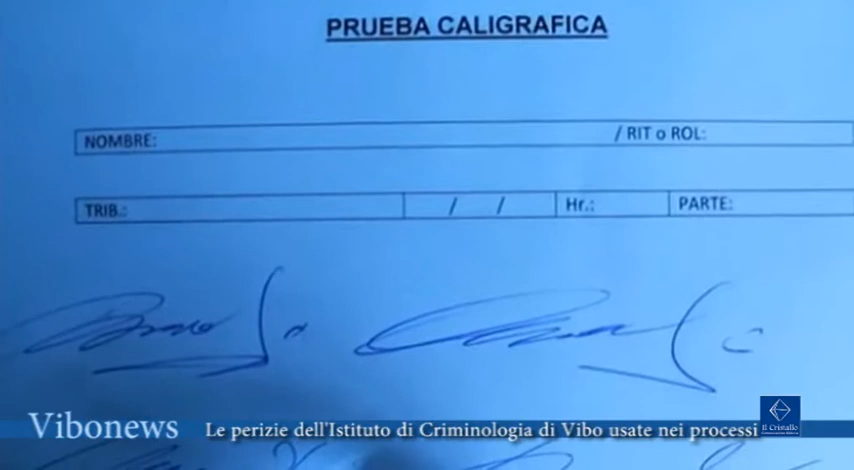 PRUEBA CALIGRAFICA
NOMBRE: / RIT o ROL:
TRIB.: / / Hr.: PARTE:
Vibonews Le perizie dell'Istituto di Criminologia di Vibo usate nei processi
Il Cristallo